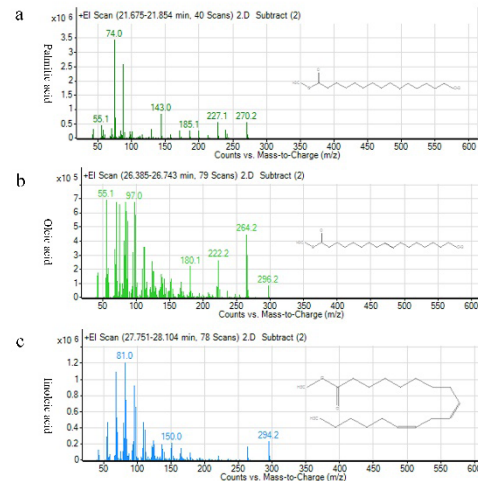 a
+EI Scan (21.675-21.854 min, 40 Scans) 2.D Subtract (2)
x10 6
3.5
3
2.5
2
1.5
1
0.5
0
74.0
55.1
143.0
185.1
227.1
270.2
50 100 150 200 250 300 350 400 450 500 550 600
Counts vs. Mass-to-Charge (m/z)
Palmitic acid
b
+EI Scan (26.385-26.743 min, 79 Scans) 2.D Subtract (2)
x10 5
7
6
5
4
3
2
1
0
55.1
97.0
180.1
222.2
264.2
296.2
50 100 150 200 250 300 350 400 450 500 550 600
Counts vs. Mass-to-Charge (m/z)
Oleic acid
c
+EI Scan (27.751-28.104 min, 78 Scans) 2.D Subtract (2)
x10 6
1.2
1
0.8
0.6
0.4
0.2
0
81.0
150.0
294.2
50 100 150 200 250 300 350 400 450 500 550 600
Counts vs. Mass-to-Charge (m/z)
linoleic acid